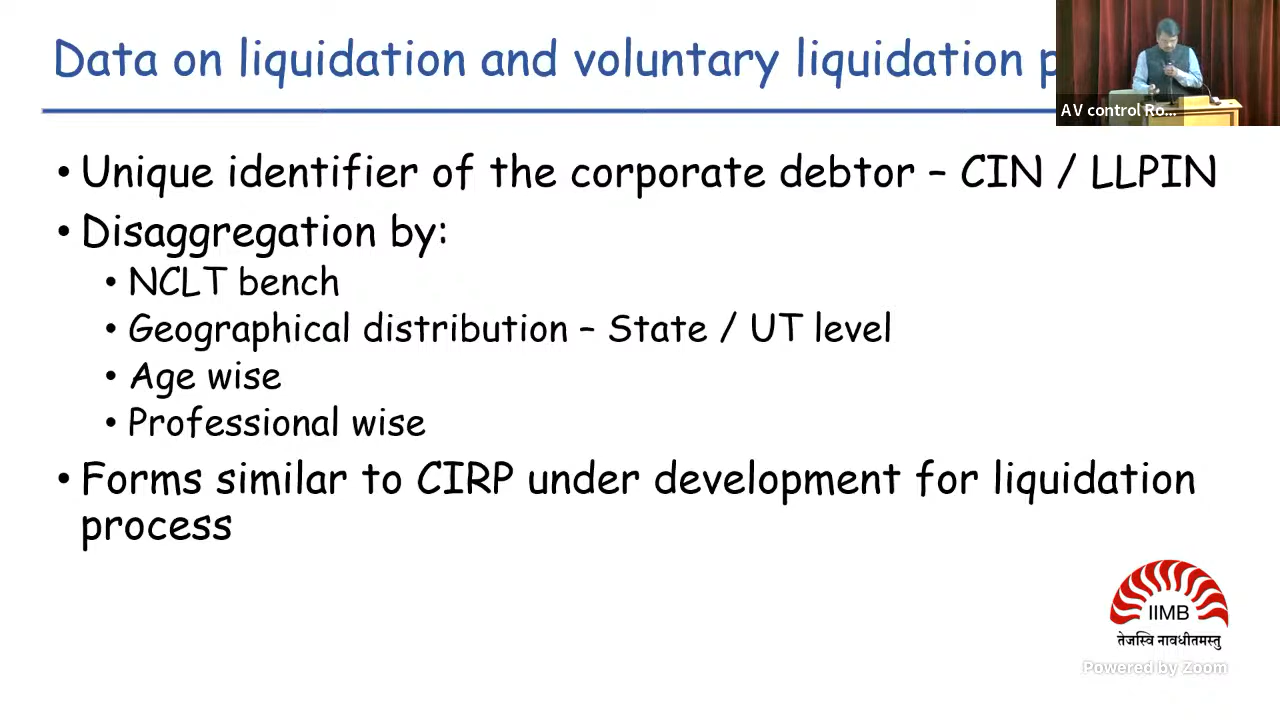 Data on liquidation and voluntary liquidation p
AV control Ro...
• Unique identifier of the corporate debtor – CIN / LLPIN
• Disaggregation by:
• NCLT bench
• Geographical distribution – State / UT level
• Age wise
• Professional wise
• Forms similar to CIRP under development for liquidation
process
IIMB
तेजस्वि नावधीतमस्तु
Powered by Zoom